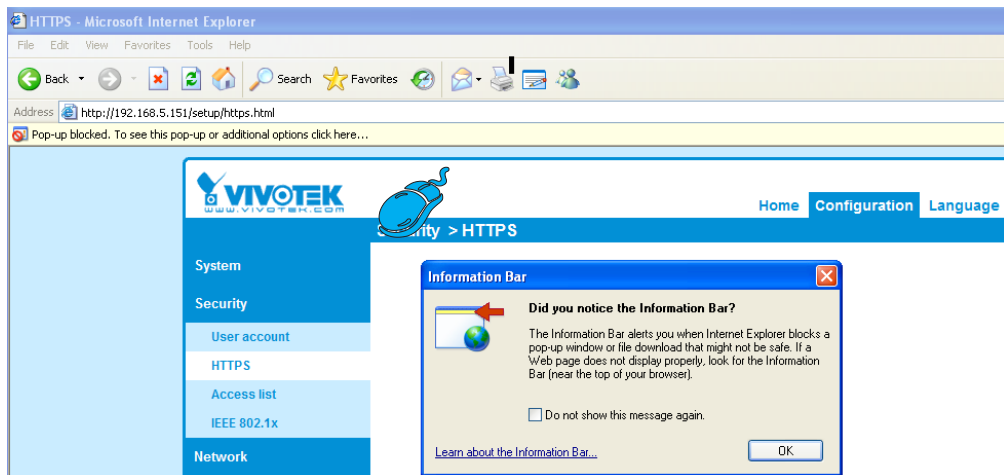 HTTPS - Microsoft Internet Explorer
File Edit View Favorites Tools Help
Back Search Favorites
Address http://192.168.5.151/setup/https.html
Pop-up blocked. To see this pop-up or additional options click here...
VIVOTEK
WWW.VIVOTEK.COM
Home Configuration Language
> HTTPS
System
Security
User account
HTTPS
Access list
IEEE 802.1x
Network
Information Bar
Did you notice the Information Bar?
The Information Bar alerts you when Internet Explorer blocks a
pop-up window or file download that might not be safe. If a
Web page does not display properly, look for the Information
Bar (near the top of your browser).
Do not show this message again.
Learn about the Information Bar...
OK